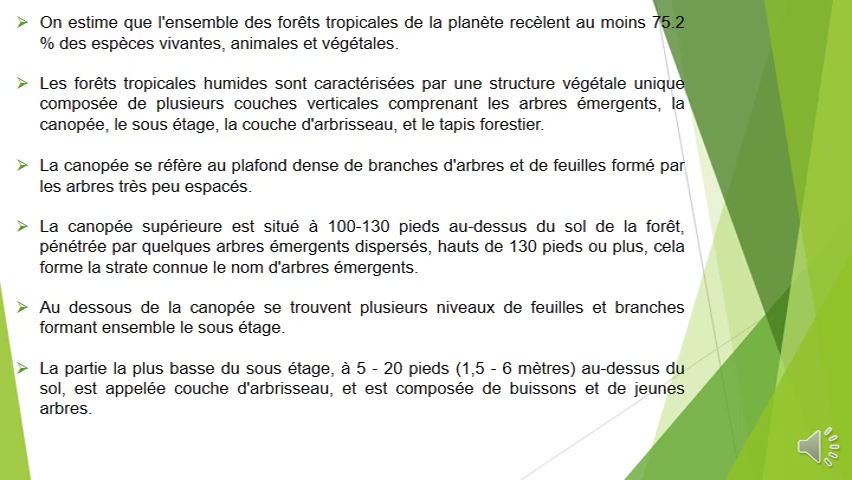 On estime que l'ensemble des forêts tropicales de la planète recèlent au moins 75.2
% des espèces vivantes, animales et végétales.
Les forêts tropicales humides sont caractérisées par une structure végétale unique
composée de plusieurs couches verticales comprenant les arbres émergents, la
canopée, le sous étage, la couche d'arbrisseau, et le tapis forestier.
La canopée se réfère au plafond dense de branches d'arbres et de feuilles formé par
les arbres très peu espacés.
La canopée supérieure est situé à 100-130 pieds au-dessus du sol de la forêt,
pénétrée par quelques arbres émergents dispersés, hauts de 130 pieds ou plus, cela
forme la strate connue le nom d'arbres émergents.
Au dessous de la canopée se trouvent plusieurs niveaux de feuilles et branches
formant ensemble le sous étage.
La partie la plus basse du sous étage, à 5 - 20 pieds (1,5 - 6 mètres) au-dessus du
sol, est appelée couche d'arbrisseau, et est composée de buissons et de jeunes
arbres.